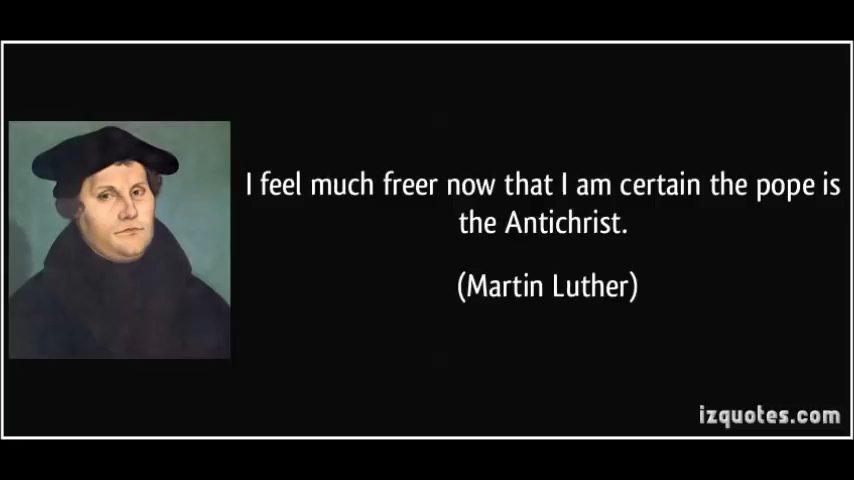 I feel much freer now that I am certain the pope is
the Antichrist.
(Martin Luther)
izquotes.com